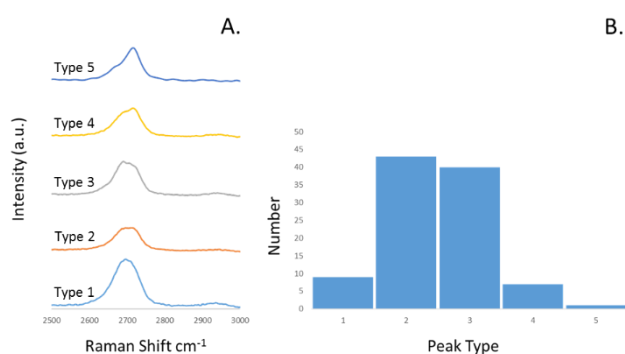 A.
Type 5
Type 4
Type 3
Type 2
Type 1
Intensity (a.u.)
2500 2600 2700 2800 2900 3000
Raman Shift cm⁻¹
B.
50
45
40
35
30
25
20
15
10
5
0
Number
1 2 3 4 5
Peak Type